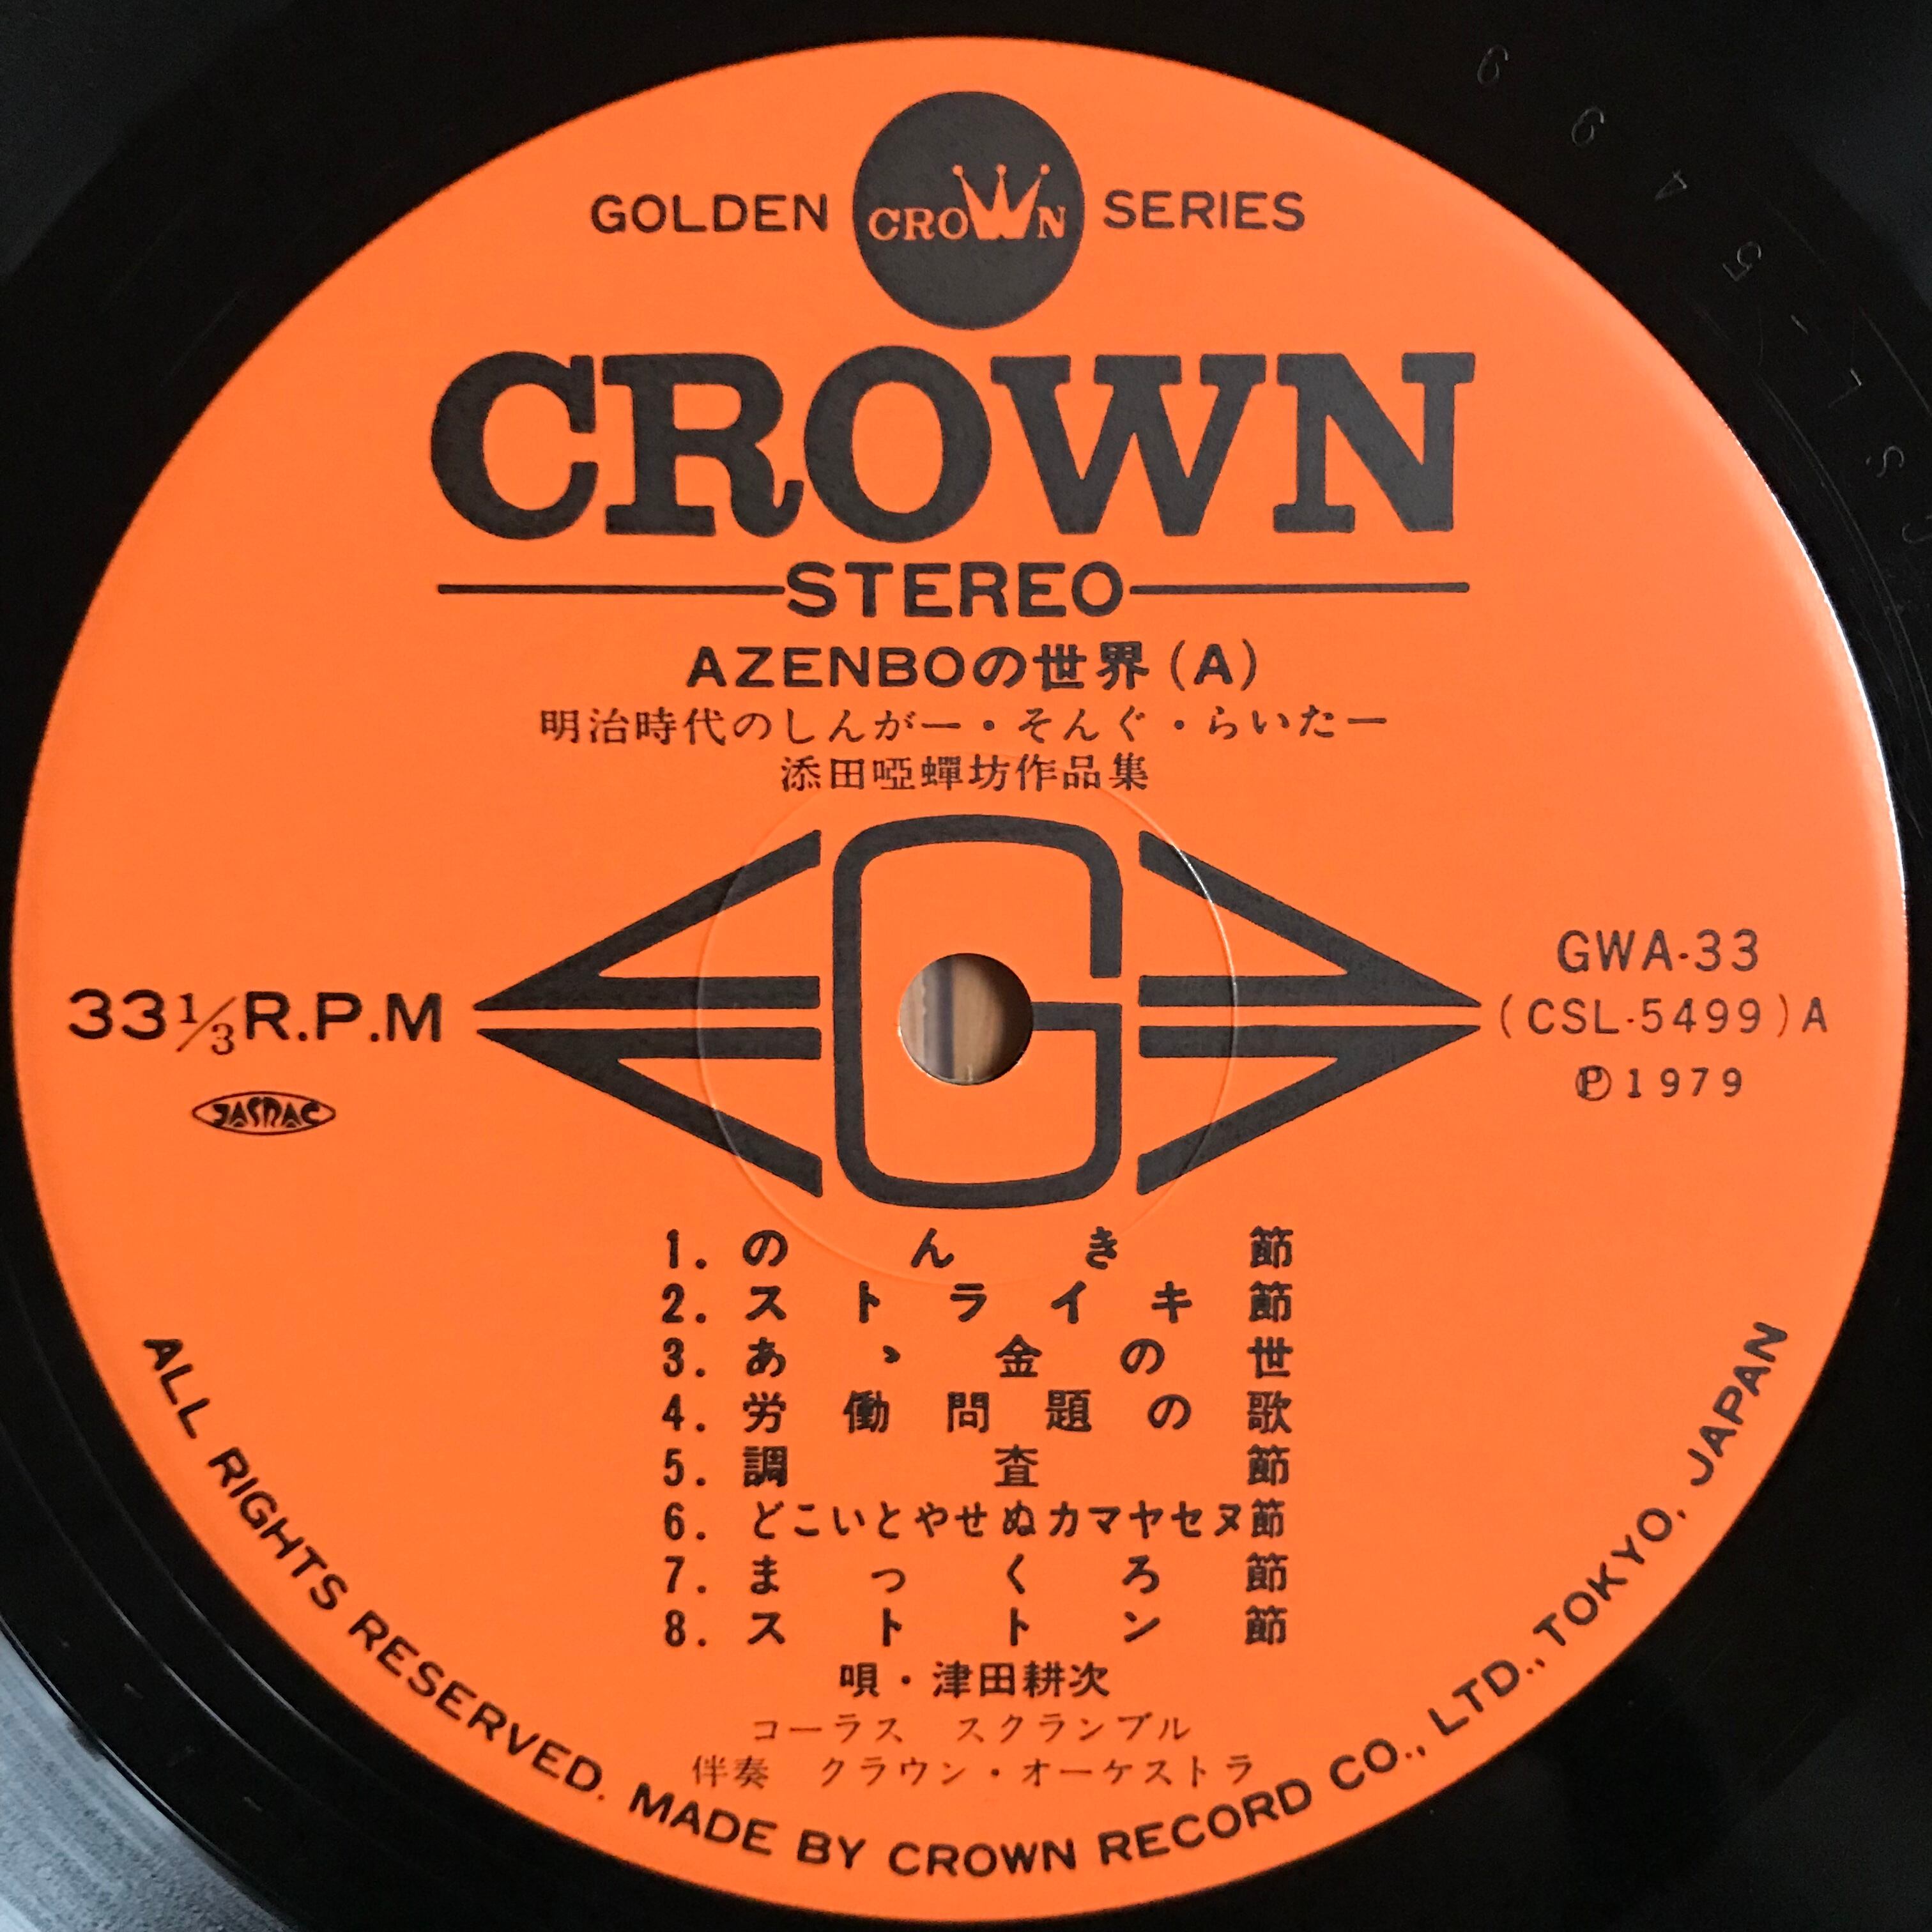 GOLDEN CROWN SERIES
CROWN
STEREO
AZENBOの世界(A)
明治時代のしんがー・そんぐ・らいたー
添田啞蟬坊作品集
G
33⅓R.P.M
JASRAC
GWA-33
(CSL-5499)A
Ⓟ1979
1. のんき節
2. ストライキ節
3. あゝ金の世
4. 労働問題の歌
5. 調査節
6. どこいとやせぬカマヤセヌ節
7. まっくろ節
8. ストトン節
唄・津田耕次
コーラス スクランブル
伴奏 クラウン・オーケストラ
ALL RIGHTS RESERVED. MADE BY CROWN RECORD CO., LTD., TOKYO, JAPAN